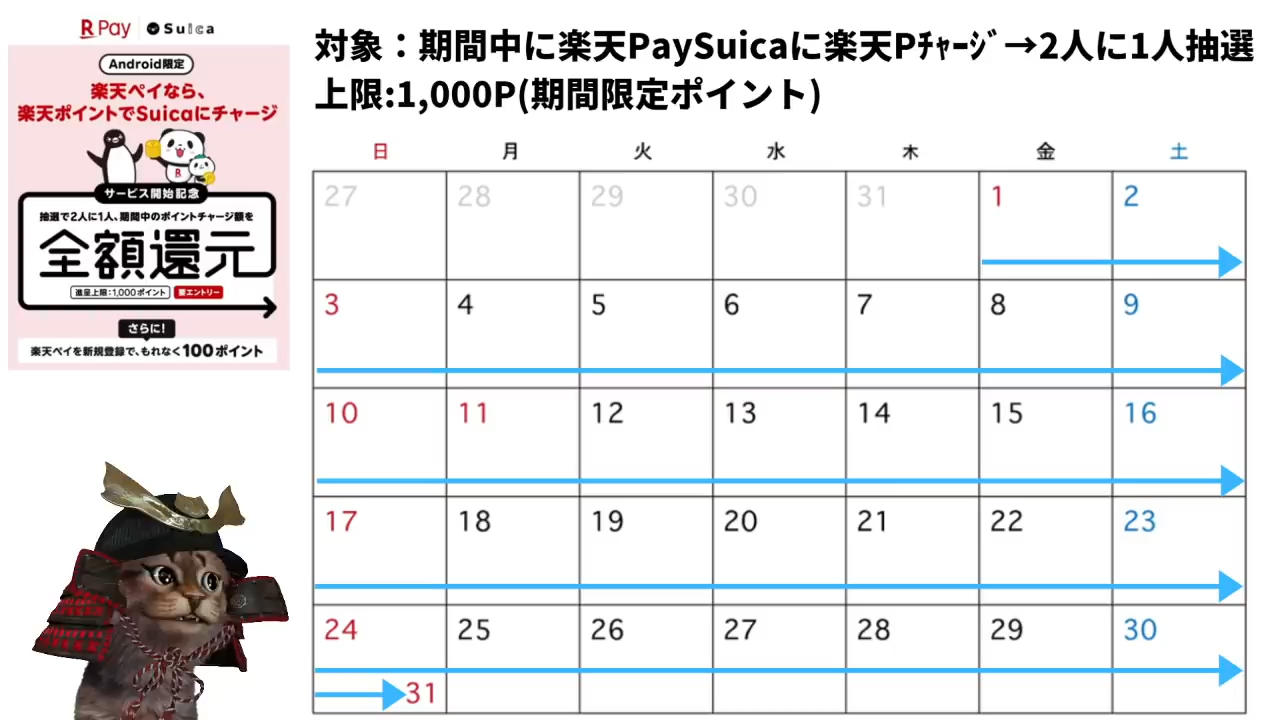 R Pay Suica
Android限定
楽天ペイなら、
楽天ポイントでSuicaにチャージ
サービス開始記念
抽選で2人に1人、期間中のポイントチャージ額を
全額還元
進呈上限:1,000ポイント 要エントリー
さらに!
楽天ペイを新規登録で、もれなく100ポイント
対象：期間中に楽天PaySuicaに楽天Pﾁｬｰｼﾞ→2人に1人抽選
上限:1,000P(期間限定ポイント)
日 月 火 水 木 金 土
27 28 29 30 31 1 2
3 4 5 6 7 8 9
10 11 12 13 14 15 16
17 18 19 20 21 22 23
24 25 26 27 28 29 30
31